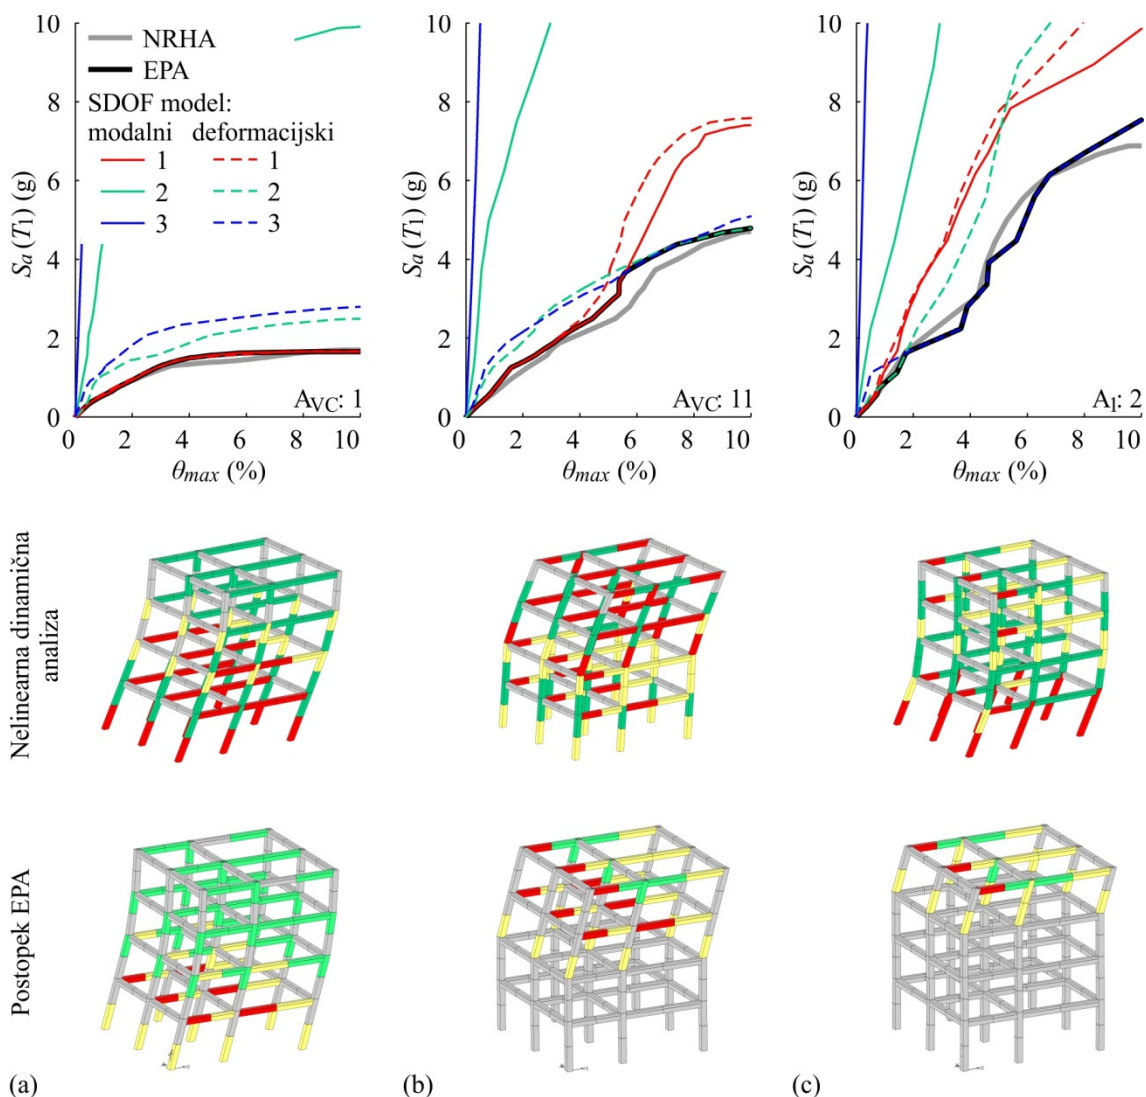 10
8
6
4
2
0
Sa(T1) (g)
NRHA
EPA
SDOF model:
modalni deformacijski
1 1
2 2
3 3
AVC: 1
0 2 4 6 8 10
θmax (%)
10
8
6
4
2
0
Sa(T1) (g)
AVC: 11
0 2 4 6 8 10
θmax (%)
10
8
6
4
2
0
Sa(T1) (g)
A1: 2
0 2 4 6 8 10
θmax (%)
Nelinearna dinamična
analiza
Postopek EPA
(a) (b) (c)